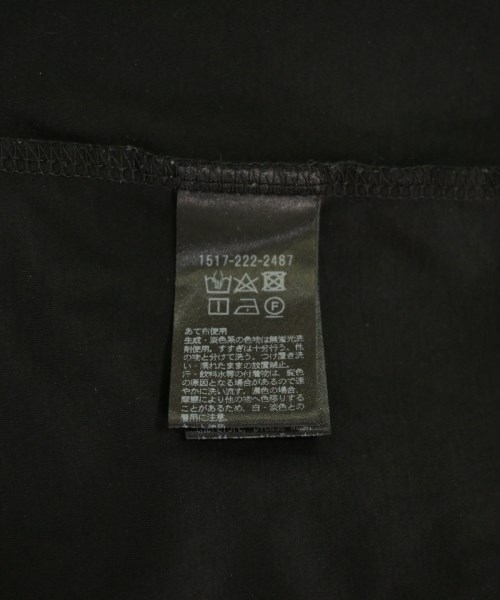 1517-222-2487
あて布使用
生成・淡色系の色物は無蛍光洗
剤使用。すすぎは十分行う。他
の物と分けて洗う。つけ置き洗
い・濡れたままの放置禁止。
汗・飲料水等の付着物は、脱色
の原因となる場合があるので速
やかに洗い流す。濃色の場合、
摩擦により他の物へ色移りする
ことがあるため、白・淡色との
着用に注意。
ネット使用